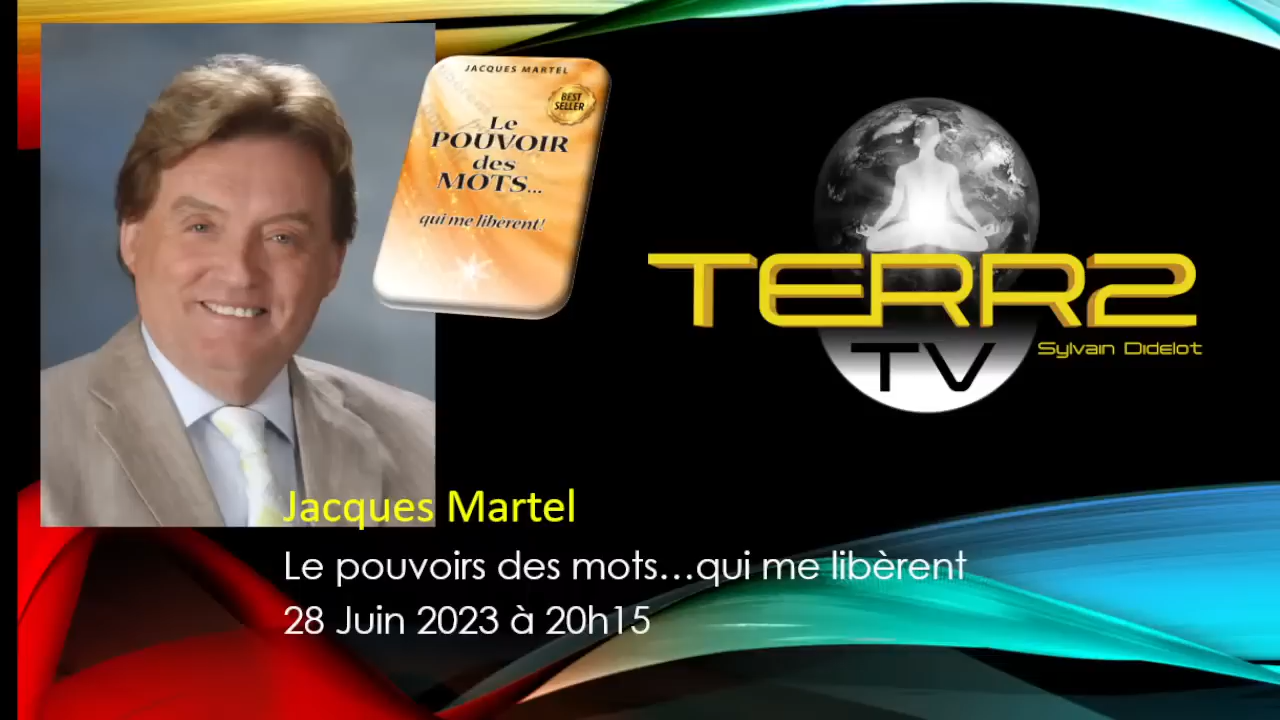 JACQUES MARTEL
BEST
SELLER
Le
POUVOIR
des
MOTS...
qui me libèrent!
TERR2
TV
Sylvain Didelot
Jacques Martel
Le pouvoirs des mots...qui me libèrent
28 Juin 2023 à 20h15